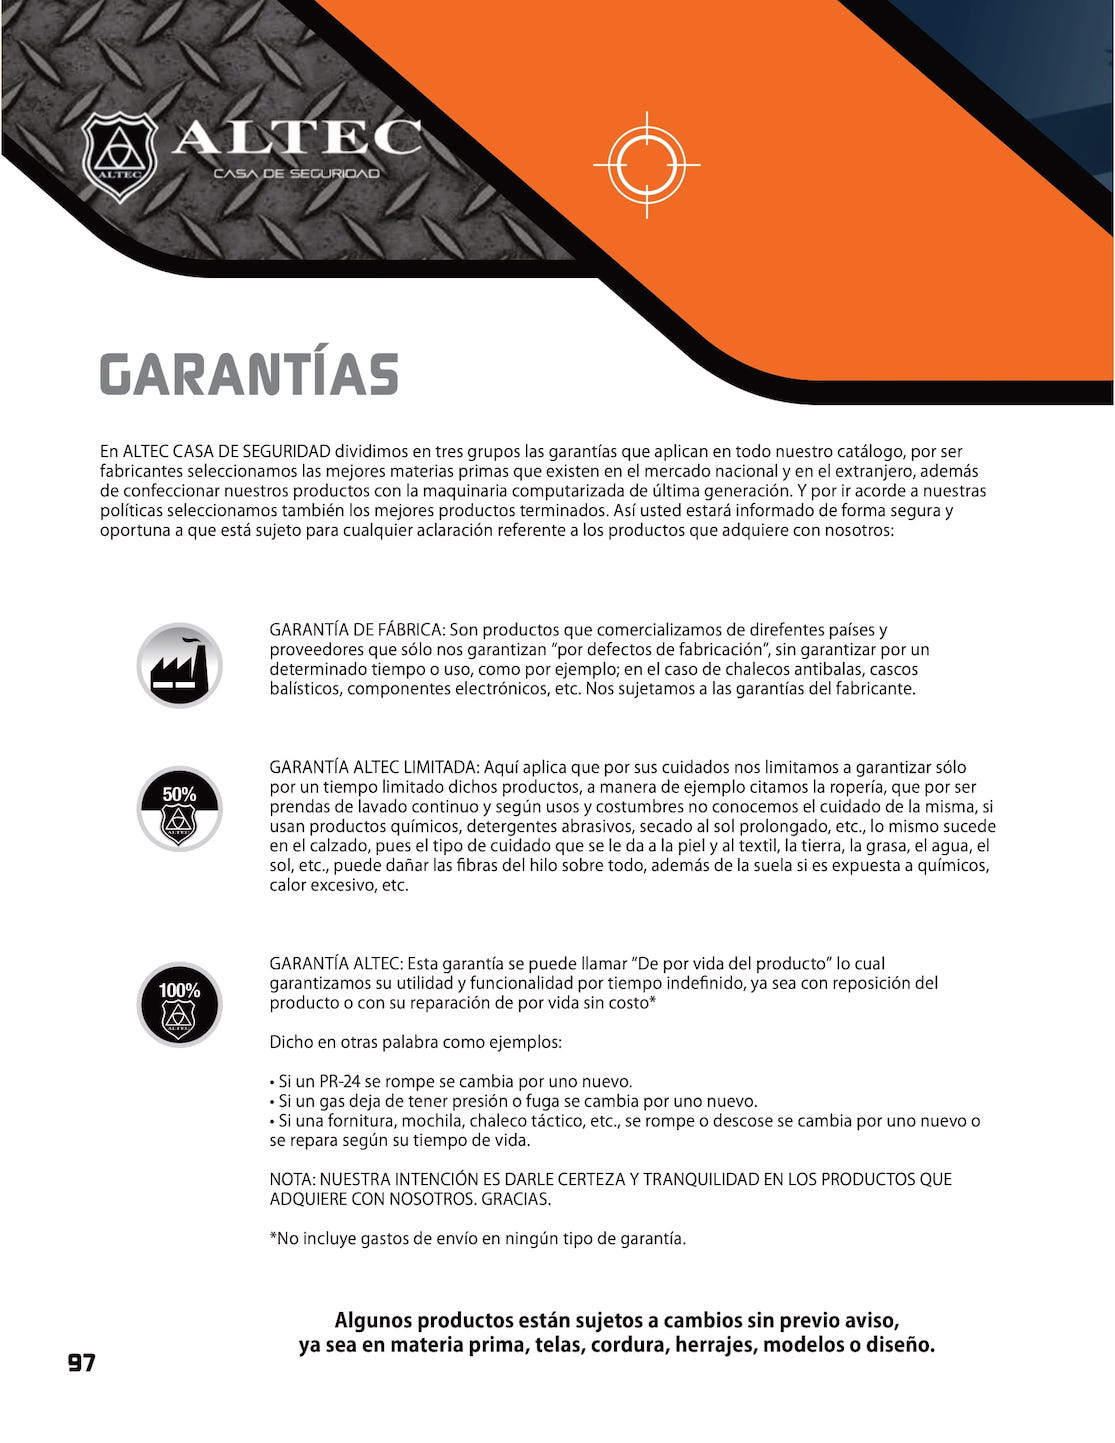 ALTEC
ALTEC
CASA DE SEGURIDAD
GARANTÍAS
En ALTEC CASA DE SEGURIDAD dividimos en tres grupos las garantías que aplican en todo nuestro catálogo, por ser
fabricantes seleccionamos las mejores materias primas que existen en el mercado nacional y en el extranjero, además
de confeccionar nuestros productos con la maquinaria computarizada de última generación. Y por ir acorde a nuestras
políticas seleccionamos también los mejores productos terminados. Así usted estará informado de forma segura y
oportuna a que está sujeto para cualquier aclaración referente a los productos que adquiere con nosotros:
GARANTÍA DE FÁBRICA: Son productos que comercializamos de direfentes países y
proveedores que sólo nos garantizan “por defectos de fabricación”, sin garantizar por un
determinado tiempo o uso, como por ejemplo; en el caso de chalecos antibalas, cascos
balísticos, componentes electrónicos, etc. Nos sujetamos a las garantías del fabricante.
50%
ALTEC
GARANTÍA ALTEC LIMITADA: Aquí aplica que por sus cuidados nos limitamos a garantizar sólo
por un tiempo limitado dichos productos, a manera de ejemplo citamos la ropería, que por ser
prendas de lavado continuo y según usos y costumbres no conocemos el cuidado de la misma, si
usan productos químicos, detergentes abrasivos, secado al sol prolongado, etc., lo mismo sucede
en el calzado, pues el tipo de cuidado que se le da a la piel y al textil, la tierra, la grasa, el agua, el
sol, etc., puede dañar las fibras del hilo sobre todo, además de la suela si es expuesta a químicos,
calor excesivo, etc.
100%
ALTEC
GARANTÍA ALTEC: Esta garantía se puede llamar “De por vida del producto” lo cual
garantizamos su utilidad y funcionalidad por tiempo indefinido, ya sea con reposición del
producto o con su reparación de por vida sin costo*
Dicho en otras palabra como ejemplos:
• Si un PR-24 se rompe se cambia por uno nuevo.
• Si un gas deja de tener presión o fuga se cambia por uno nuevo.
• Si una fornitura, mochila, chaleco táctico, etc., se rompe o descose se cambia por uno nuevo o
se repara según su tiempo de vida.
NOTA: NUESTRA INTENCIÓN ES DARLE CERTEZA Y TRANQUILIDAD EN LOS PRODUCTOS QUE
ADQUIERE CON NOSOTROS. GRACIAS.
*No incluye gastos de envío en ningún tipo de garantía.
Algunos productos están sujetos a cambios sin previo aviso,
ya sea en materia prima, telas, cordura, herrajes, modelos o diseño.
97